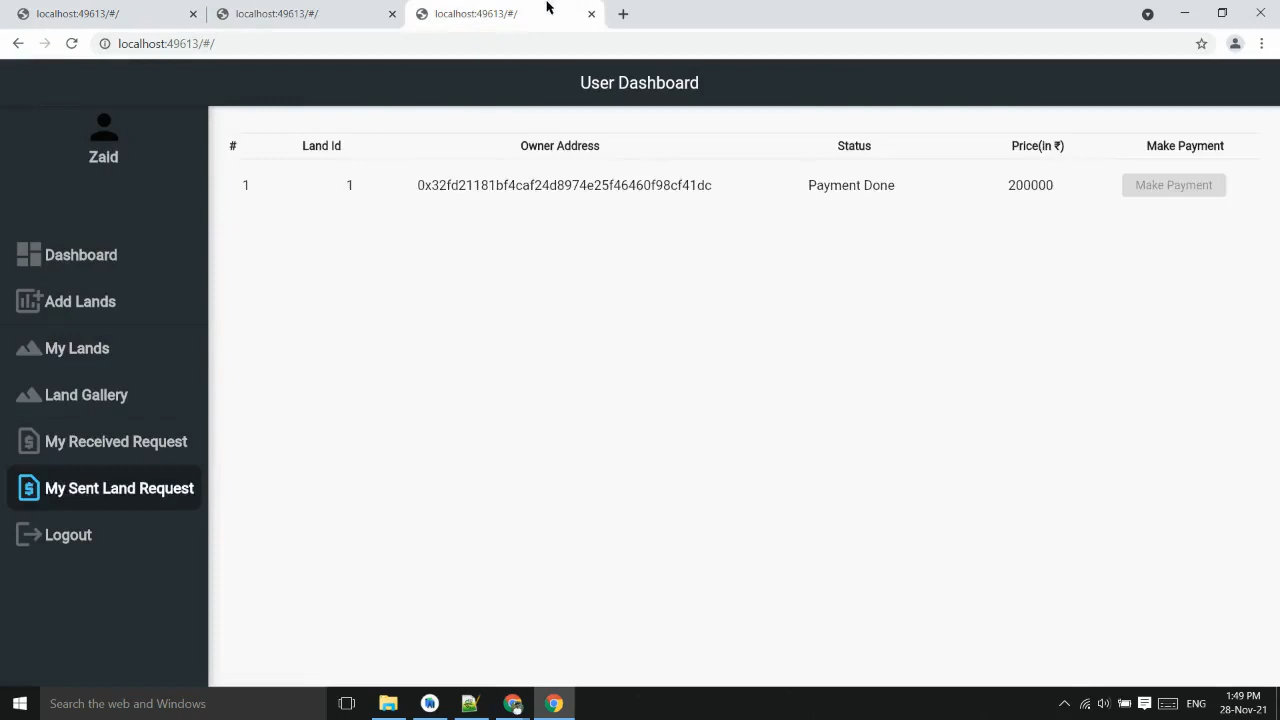 localhost:49613/#/
localhost:49613/#/
localhost:49613/#/
localhost:49613/#/
User Dashboard
Zaid
Dashboard
Add Lands
My Lands
Land Gallery
My Received Request
My Sent Land Request
Logout
# Land Id Owner Address Status Price(in ₹) Make Payment
1 1 0x32fd21181bf4caf24d8974e25f46460f98cf41dc Payment Done 200000 Make Payment
Search the web and Windows
ENG
1:49 PM
28-Nov-21